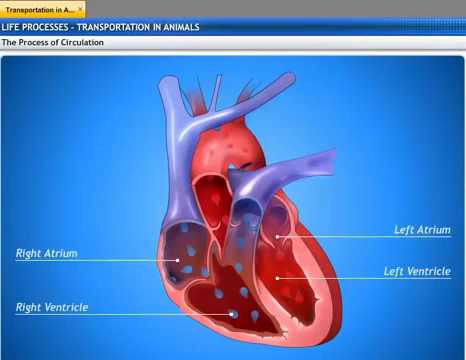 Transportation in A...
LIFE PROCESSES - TRANSPORTATION IN ANIMALS
The Process of Circulation
Left Atrium
Right Atrium
Left Ventricle
Right Ventricle